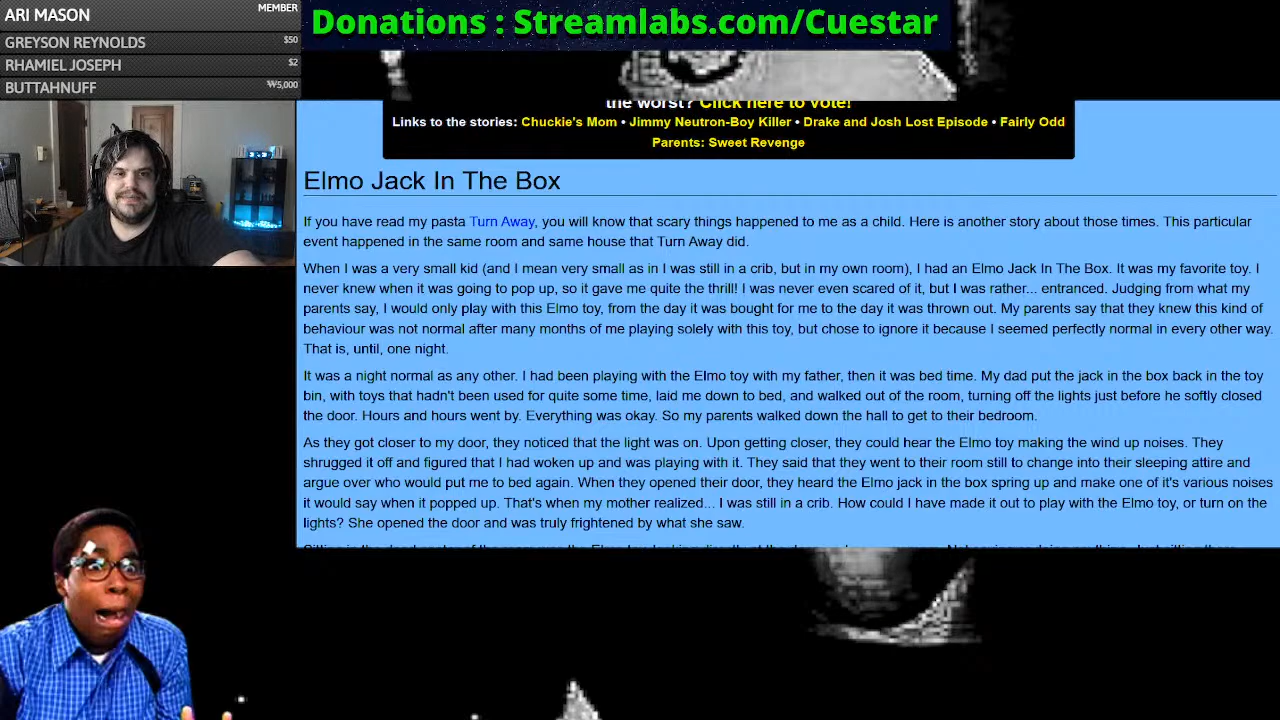 ARI MASON
MEMBER
GREYSON REYNOLDS
$50
RHAMIEL JOSEPH
$2
BUTTAHNUFF
₩5,000
Donations : Streamlabs.com/Cuestar
the worst? Click here to vote!
Links to the stories: Chuckie's Mom • Jimmy Neutron-Boy Killer • Drake and Josh Lost Episode • Fairly Odd
Parents: Sweet Revenge
Elmo Jack In The Box
If you have read my pasta Turn Away, you will know that scary things happened to me as a child. Here is another story about those times. This particular
event happened in the same room and same house that Turn Away did.
When I was a very small kid (and I mean very small as in I was still in a crib, but in my own room), I had an Elmo Jack In The Box. It was my favorite toy. I
never knew when it was going to pop up, so it gave me quite the thrill! I was never even scared of it, but I was rather... entranced. Judging from what my
parents say, I would only play with this Elmo toy, from the day it was bought for me to the day it was thrown out. My parents say that they knew this kind of
behaviour was not normal after many months of me playing solely with this toy, but chose to ignore it because I seemed perfectly normal in every other way.
That is, until, one night.
It was a night normal as any other. I had been playing with the Elmo toy with my father, then it was bed time. My dad put the jack in the box back in the toy
bin, with toys that hadn't been used for quite some time, laid me down to bed, and walked out of the room, turning off the lights just before he softly closed
the door. Hours and hours went by. Everything was okay. So my parents walked down the hall to get to their bedroom.
As they got closer to my door, they noticed that the light was on. Upon getting closer, they could hear the Elmo toy making the wind up noises. They
shrugged it off and figured that I had woken up and was playing with it. They said that they went to their room still to change into their sleeping attire and
argue over who would put me to bed again. When they opened their door, they heard the Elmo jack in the box spring up and make one of it's various noises
it would say when it popped up. That's when my mother realized... I was still in a crib. How could I have made it out to play with the Elmo toy, or turn on the
lights? She opened the door and was truly frightened by what she saw.